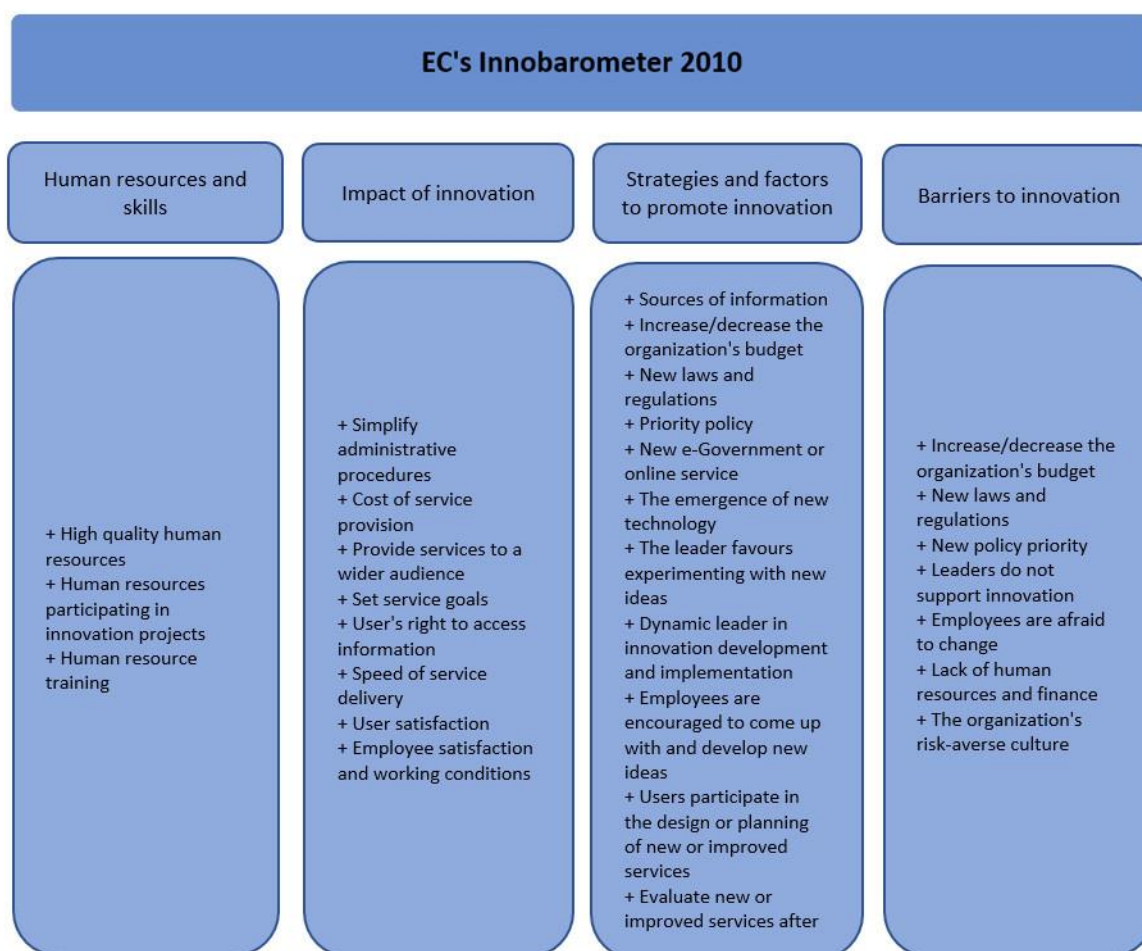 EC's Innobarometer 2010
Human resources and
skills
+ High quality human
resources
+ Human resources
participating in
innovation projects
+ Human resource
training
Impact of innovation
+ Simplify
administrative
procedures
+ Cost of service
provision
+ Provide services to a
wider audience
+ Set service goals
+ User's right to access
information
+ Speed of service
delivery
+ User satisfaction
+ Employee satisfaction
and working conditions
Strategies and factors
to promote innovation
+ Sources of information
+ Increase/decrease the
organization's budget
+ New laws and
regulations
+ Priority policy
+ New e-Government or
online service
+ The emergence of new
technology
+ The leader favours
experimenting with new
ideas
+ Dynamic leader in
innovation development
and implementation
+ Employees are
encouraged to come up
with and develop new
ideas
+ Users participate in
the design or planning
of new or improved
services
+ Evaluate new or
improved services after
Barriers to innovation
+ Increase/decrease the
organization's budget
+ New laws and
regulations
+ New policy priority
+ Leaders do not
support innovation
+ Employees are afraid
to change
+ Lack of human
resources and finance
+ The organization's
risk-averse culture